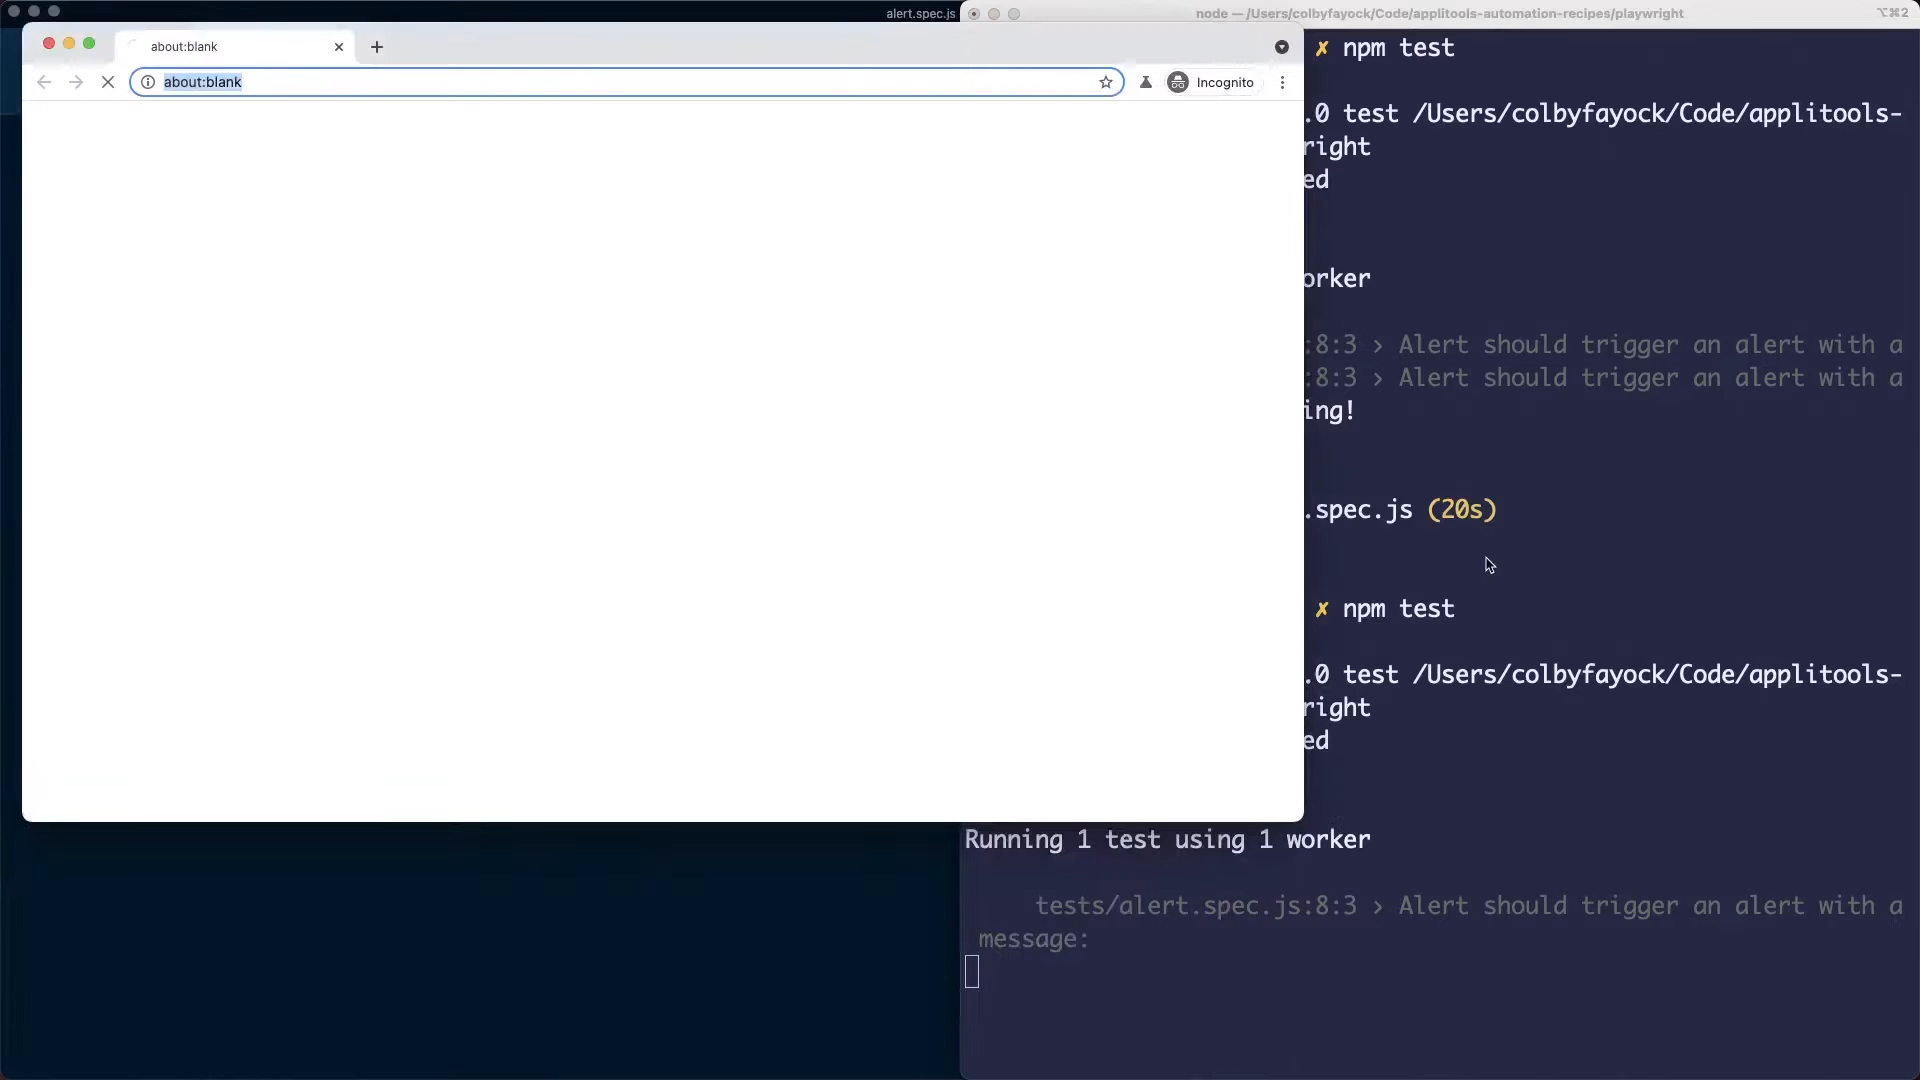 alert.spec.js
node — /Users/colbyfayock/Code/applitools-automation-recipes/playwright
⌥⌘2
about:blank
about:blank
Incognito
✗ npm test
.0 test /Users/colbyfayock/Code/applitools-
right
ed
orker
:8:3 › Alert should trigger an alert with a
:8:3 › Alert should trigger an alert with a
ing!
.spec.js (20s)
✗ npm test
.0 test /Users/colbyfayock/Code/applitools-
right
ed
Running 1 test using 1 worker
tests/alert.spec.js:8:3 › Alert should trigger an alert with a
message: